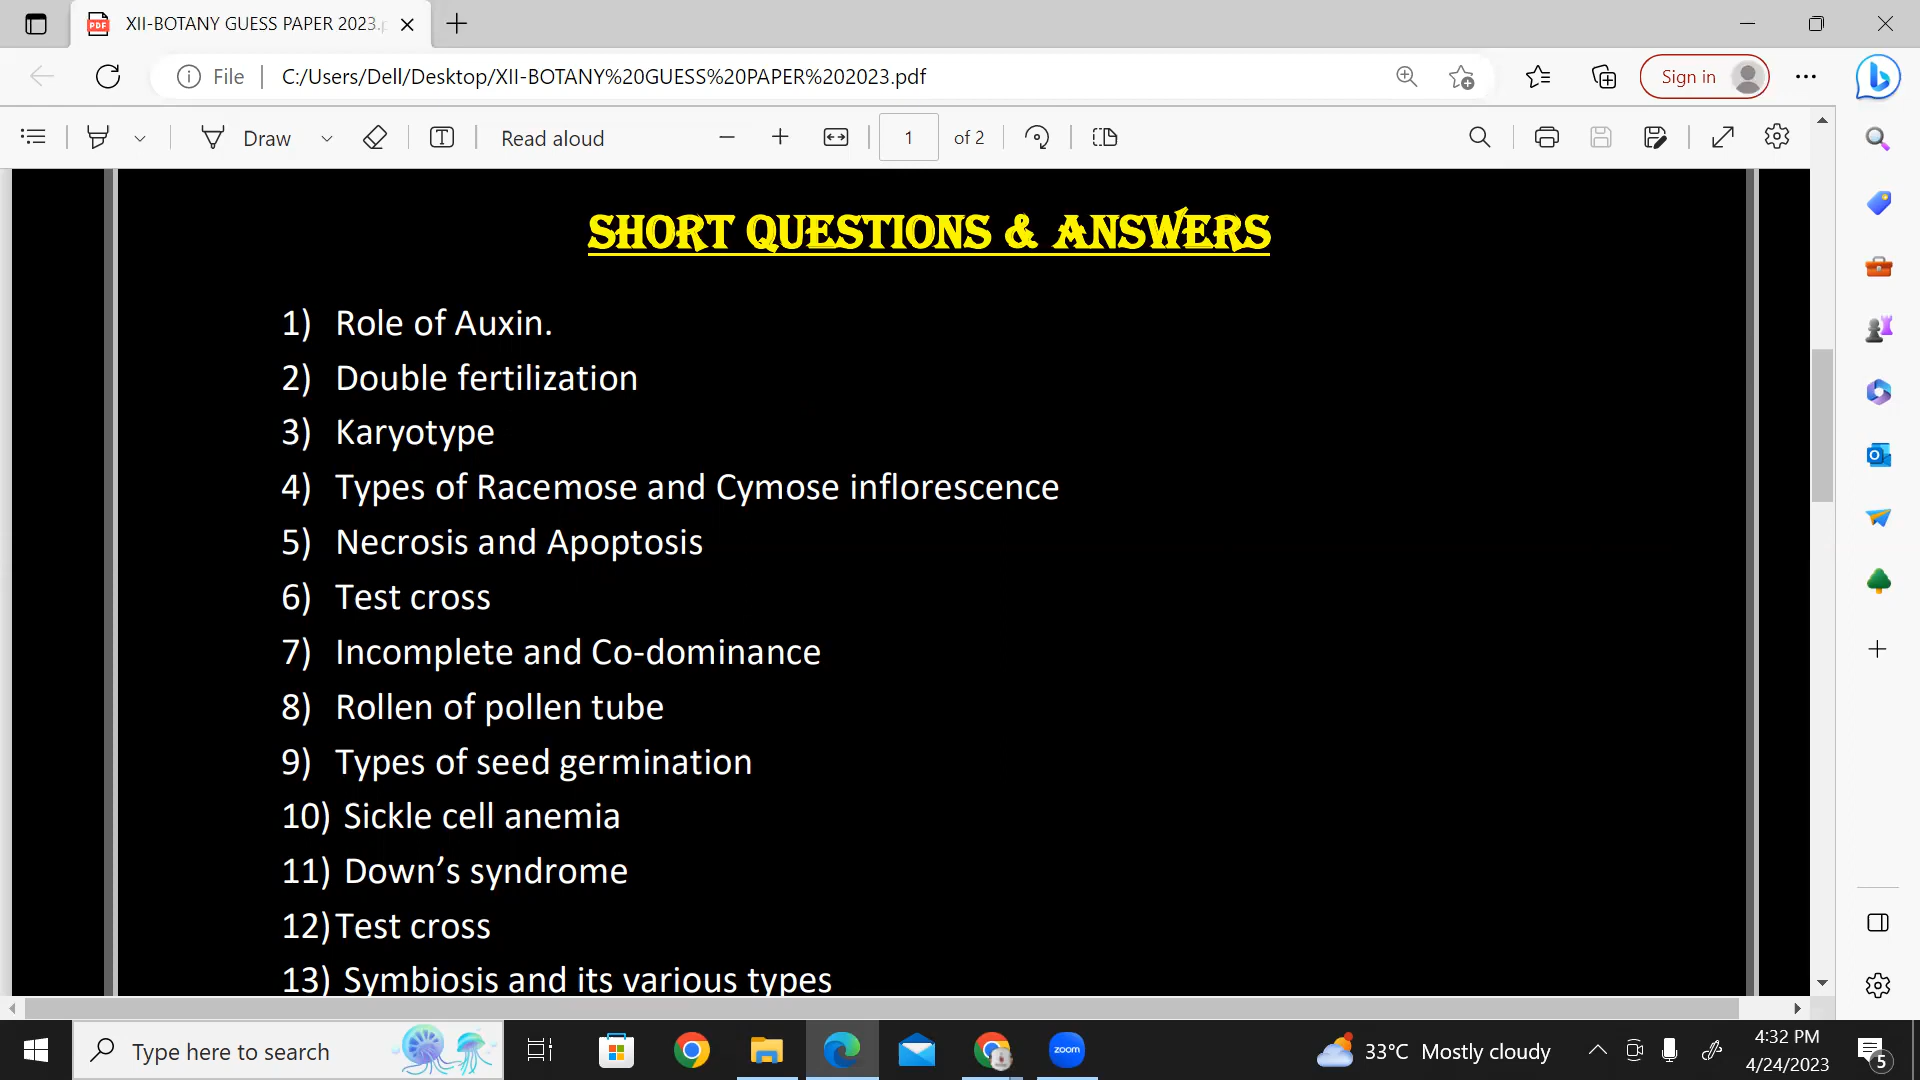 XII-BOTANY GUESS PAPER 2023.p
File
C:/Users/Dell/Desktop/XII-BOTANY%20GUESS%20PAPER%202023.pdf
Sign in
Draw
Read aloud
1 of 2
SHORT QUESTIONS & ANSWERS
1) Role of Auxin.
2) Double fertilization
3) Karyotype
4) Types of Racemose and Cymose inflorescence
5) Necrosis and Apoptosis
6) Test cross
7) Incomplete and Co-dominance
8) Rollen of pollen tube
9) Types of seed germination
10) Sickle cell anemia
11) Down’s syndrome
12) Test cross
13) Symbiosis and its various types
Type here to search
zoom
33°C Mostly cloudy
4:32 PM
4/24/2023
5